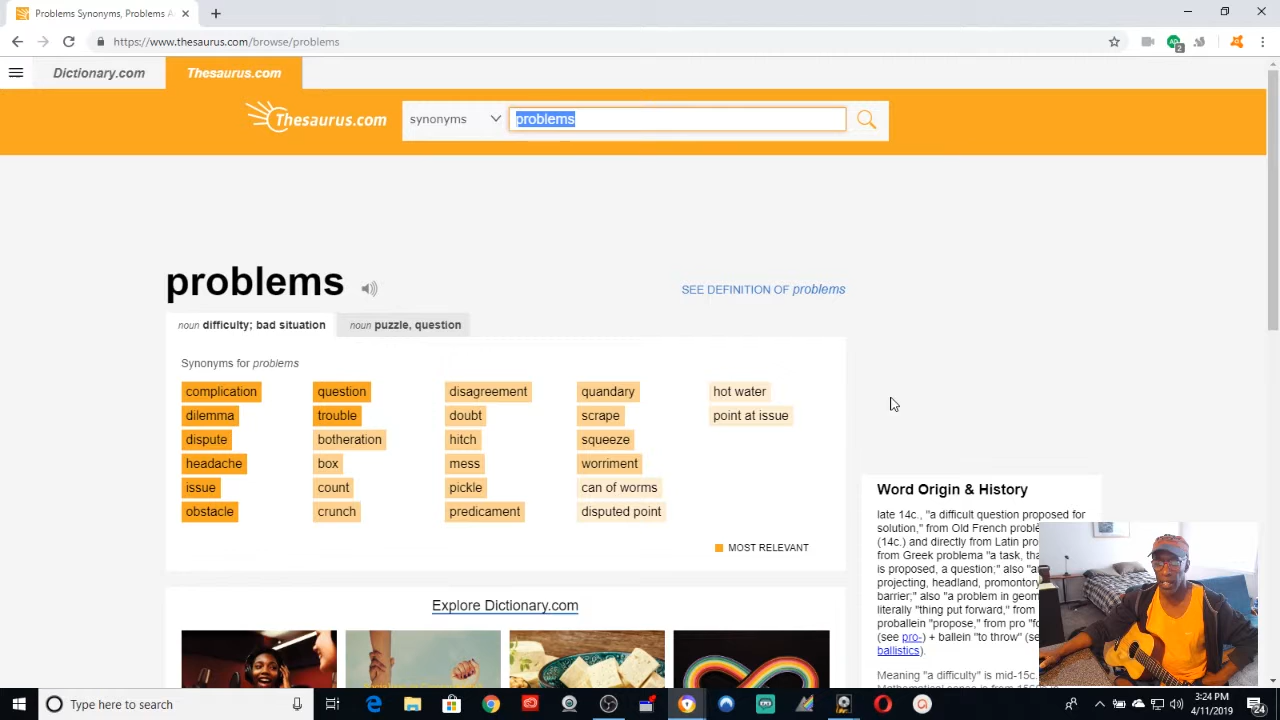 Problems Synonyms, Problems A
https://www.thesaurus.com/browse/problems
2
Dictionary.com
Thesaurus.com
Thesaurus.com
synonyms
problems
problems
SEE DEFINITION OF problems
noun difficulty; bad situation
noun puzzle, question
Synonyms for problems
complication question disagreement quandary hot water
dilemma trouble doubt scrape point at issue
dispute botheration hitch squeeze
headache box mess worriment
issue count pickle can of worms
obstacle crunch predicament disputed point
MOST RELEVANT
Explore Dictionary.com
Word Origin & History
late 14c., "a difficult question proposed for
solution," from Old French
(14c.) and directly from Latin
from Greek problema "a task,
is proposed, a question;" also
projecting, headland, promontory
barrier;" also "a problem in
literally "thing put forward," from
proballein "propose," from pro
(see pro-) + ballein "to throw"
ballistics).
Meaning "a difficulty" is mid-15c.
Type here to search
3:24 PM
4/11/2019
24